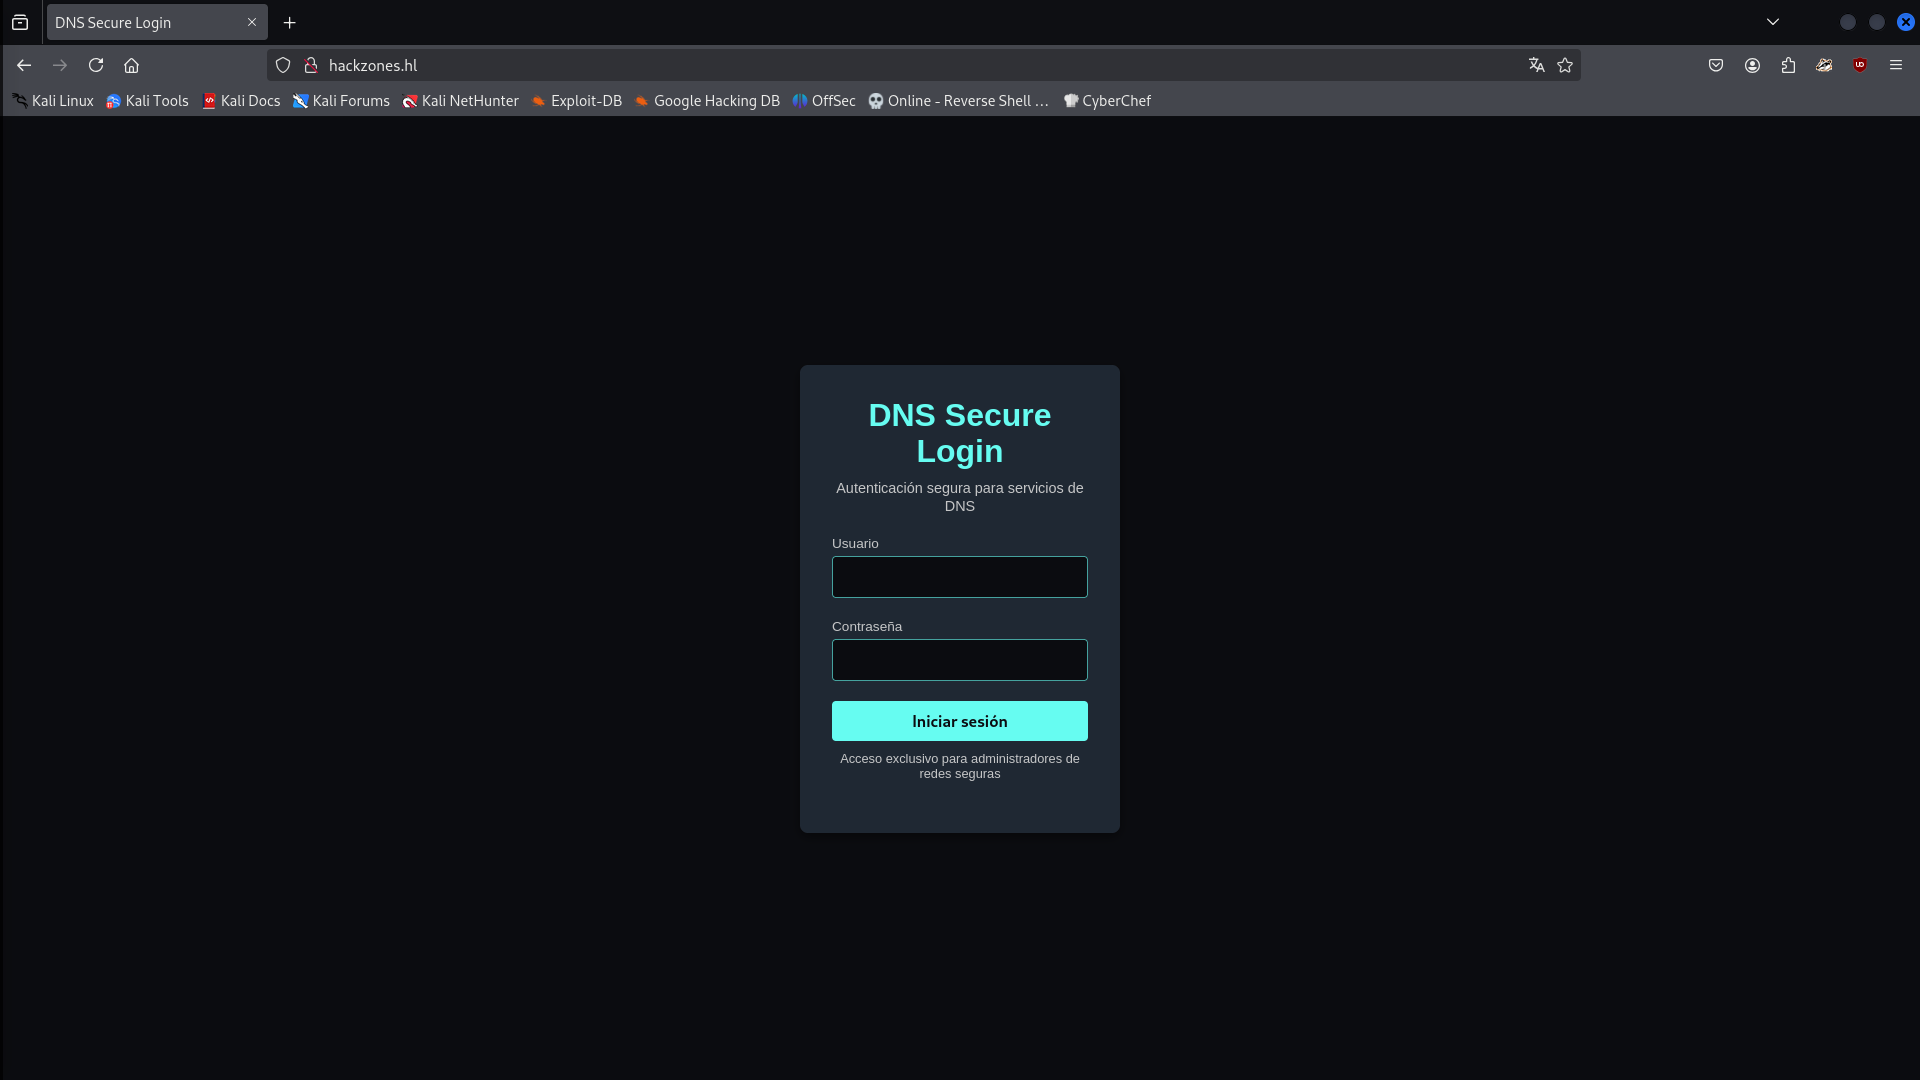 DNS Secure Login
hackzones.hl
Kali Linux
Kali Tools
Kali Docs
Kali Forums
Kali NetHunter
Exploit-DB
Google Hacking DB
OffSec
Online - Reverse Shell …
CyberChef
DNS Secure
Login
Autenticación segura para servicios de
DNS
Usuario
Contraseña
Iniciar sesión
Acceso exclusivo para administradores de
redes seguras